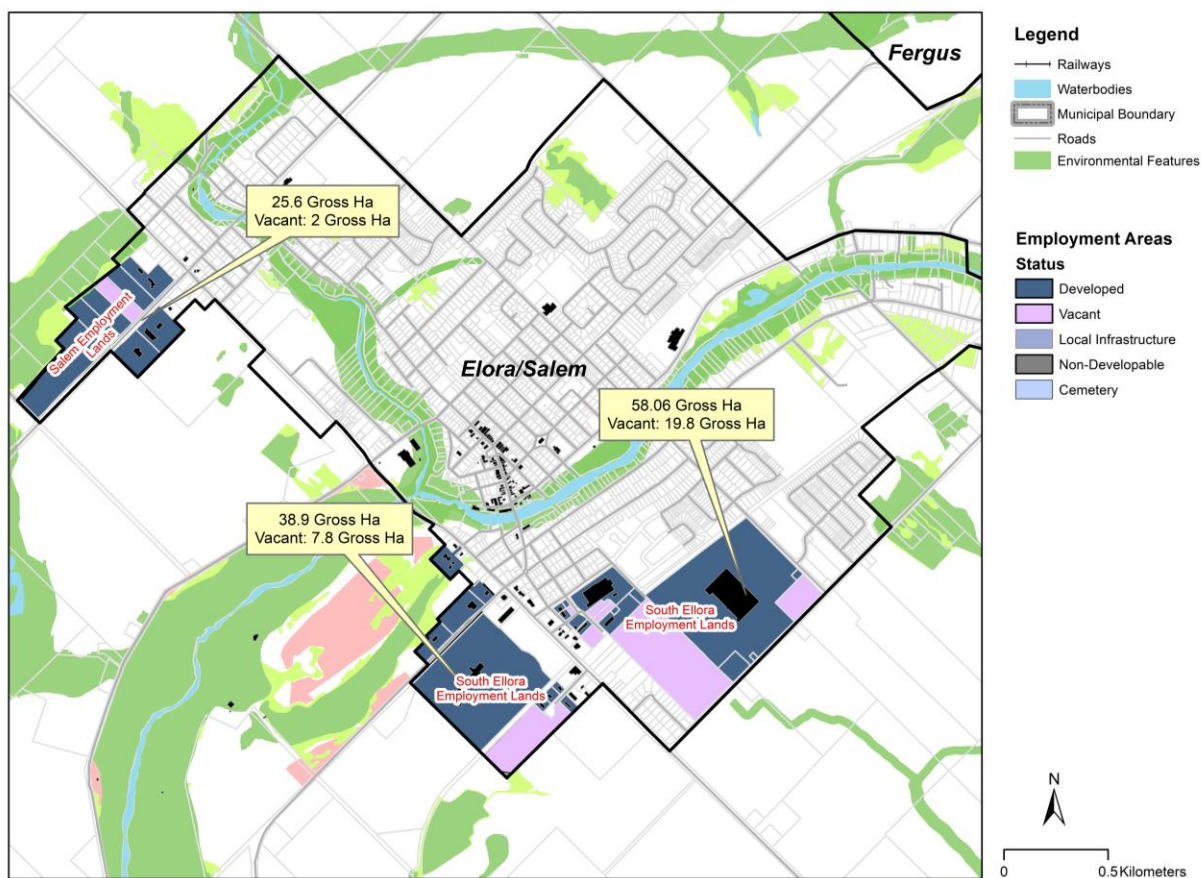 Fergus
25.6 Gross Ha
Vacant: 2 Gross Ha
Salem Employment
Lands
Elora/Salem
58.06 Gross Ha
Vacant: 19.8 Gross Ha
38.9 Gross Ha
Vacant: 7.8 Gross Ha
South Ellora
Employment Lands
South Ellora
Employment Lands
Legend
Railways
Waterbodies
Municipal Boundary
Roads
Environmental Features
Employment Areas
Status
Developed
Vacant
Local Infrastructure
Non-Developable
Cemetery
N
0 0.5 Kilometers